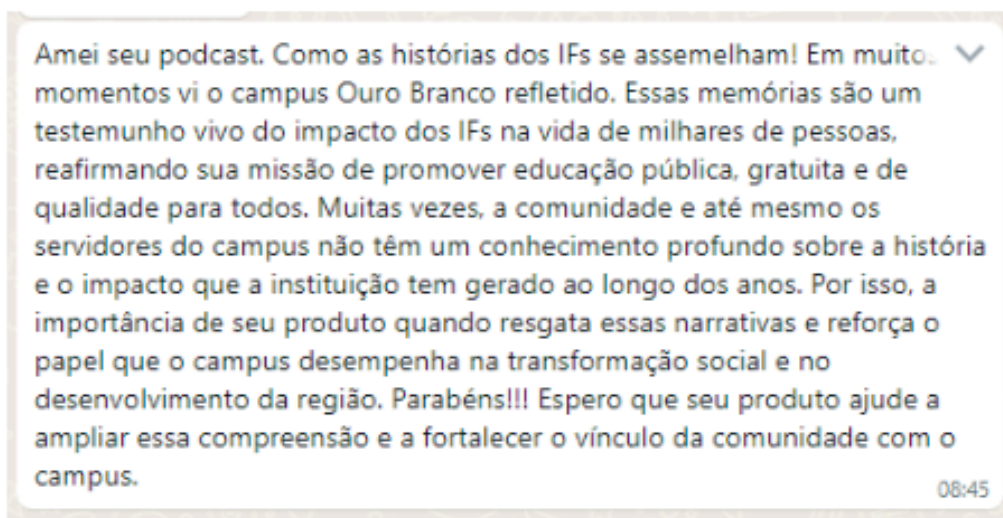 Amei seu podcast. Como as histórias dos IFs se assemelham! Em muitos
momentos vi o campus Ouro Branco refletido. Essas memórias são um
testemunho vivo do impacto dos IFs na vida de milhares de pessoas,
reafirmando sua missão de promover educação pública, gratuita e de
qualidade para todos. Muitas vezes, a comunidade e até mesmo os
servidores do campus não têm um conhecimento profundo sobre a história
e o impacto que a instituição tem gerado ao longo dos anos. Por isso, a
importância de seu produto quando resgata essas narrativas e reforça o
papel que o campus desempenha na transformação social e no
desenvolvimento da região. Parabéns!!! Espero que seu produto ajude a
ampliar essa compreensão e a fortalecer o vínculo da comunidade com o
campus.
08:45